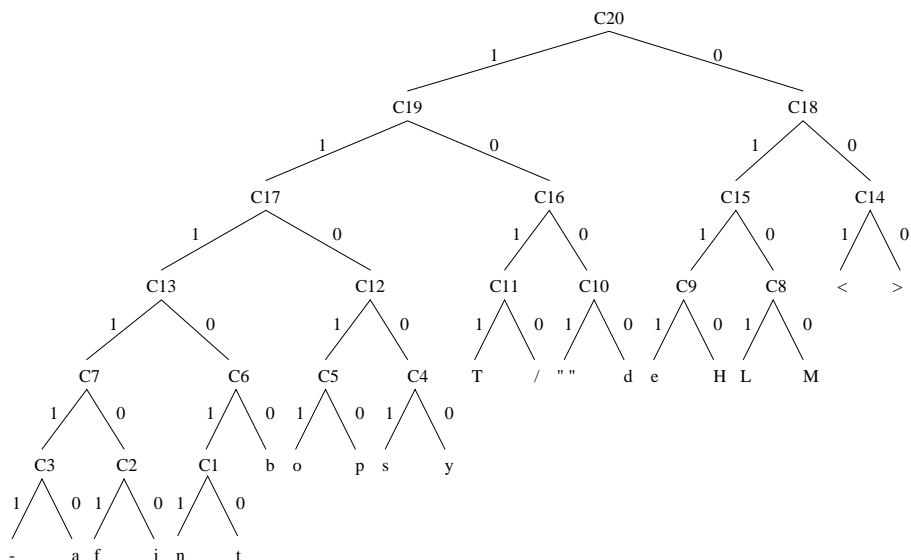 C20
1 0
C19 C18
1 0 1 0
C17 C16 C15 C14
1 0 1 0 1 0 1 0
C13 C12 C11 C10 C9 C8 < >
1 0 1 0 1 0 1 0 1 0 1 0
C7 C6 C5 C4 T / " " d e H L M
1 0 1 0 1 0 1 0
C3 C2 C1 b o p s y
1 0 1 0 1 0
- a f i n t